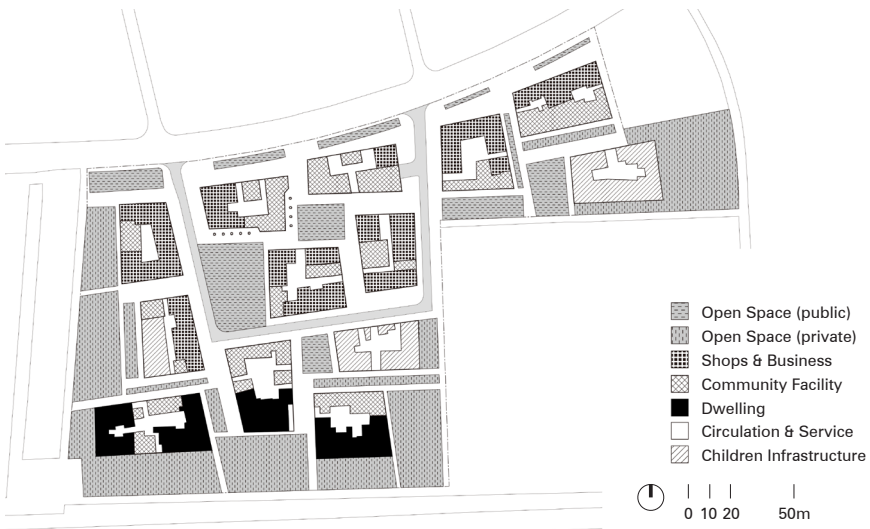 Open Space (public)
Open Space (private)
Shops & Business
Community Facility
Dwelling
Circulation & Service
Children Infrastructure
0 10 20 50m